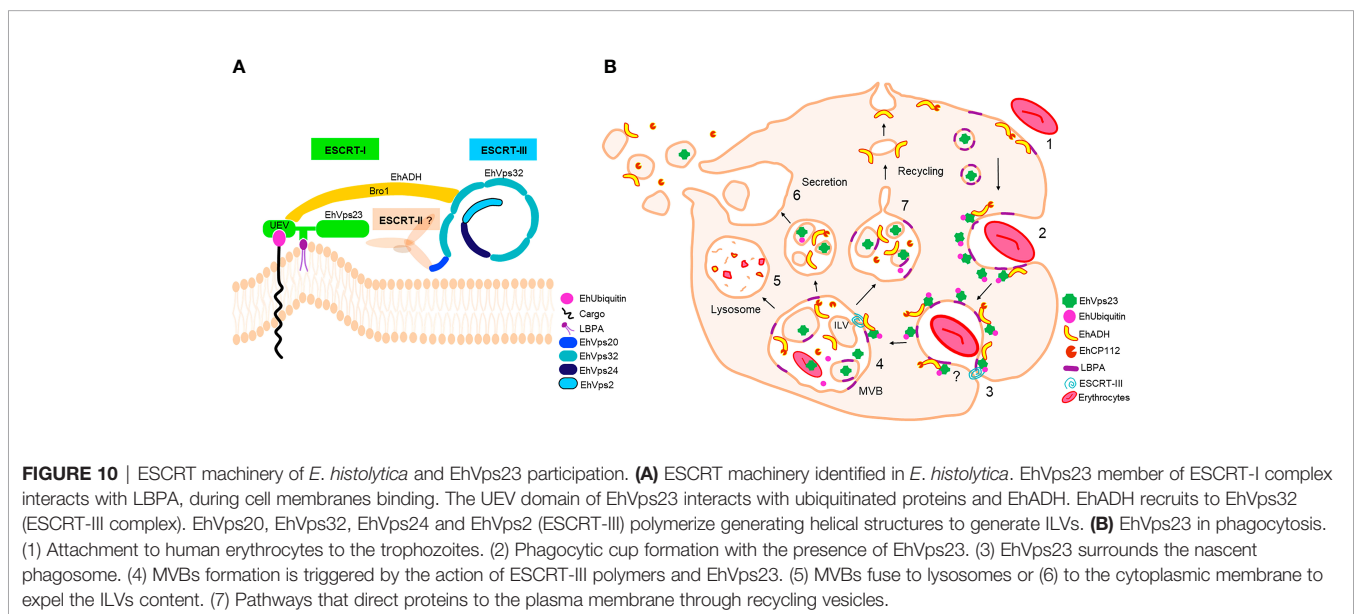 A
ESCRT-I
ESCRT-III
EhADH
Bro1
EhVps32
EhVps23
UEV
ESCRT-II ?
EhUbiquitin
Cargo
LBPA
EhVps20
EhVps32
EhVps24
EhVps2
B
1
Recycling
Secretion
6
7
2
5
Lysosome
ILV
4
MVB
?
3
EhVps23
EhUbiquitin
EhADH
EhCP112
LBPA
ESCRT-III
Erythrocytes
FIGURE 10 | ESCRT machinery of E. histolytica and EhVps23 participation. (A) ESCRT machinery identified in E. histolytica. EhVps23 member of ESCRT-I complex
interacts with LBPA, during cell membranes binding. The UEV domain of EhVps23 interacts with ubiquitinated proteins and EhADH. EhADH recruits to EhVps32
(ESCRT-III complex). EhVps20, EhVps32, EhVps24 and EhVps2 (ESCRT-III) polymerize generating helical structures to generate ILVs. (B) EhVps23 in phagocytosis.
(1) Attachment to human erythrocytes to the trophozoites. (2) Phagocytic cup formation with the presence of EhVps23. (3) EhVps23 surrounds the nascent
phagosome. (4) MVBs formation is triggered by the action of ESCRT-III polymers and EhVps23. (5) MVBs fuse to lysosomes or (6) to the cytoplasmic membrane to
expel the ILVs content. (7) Pathways that direct proteins to the plasma membrane through recycling vesicles.